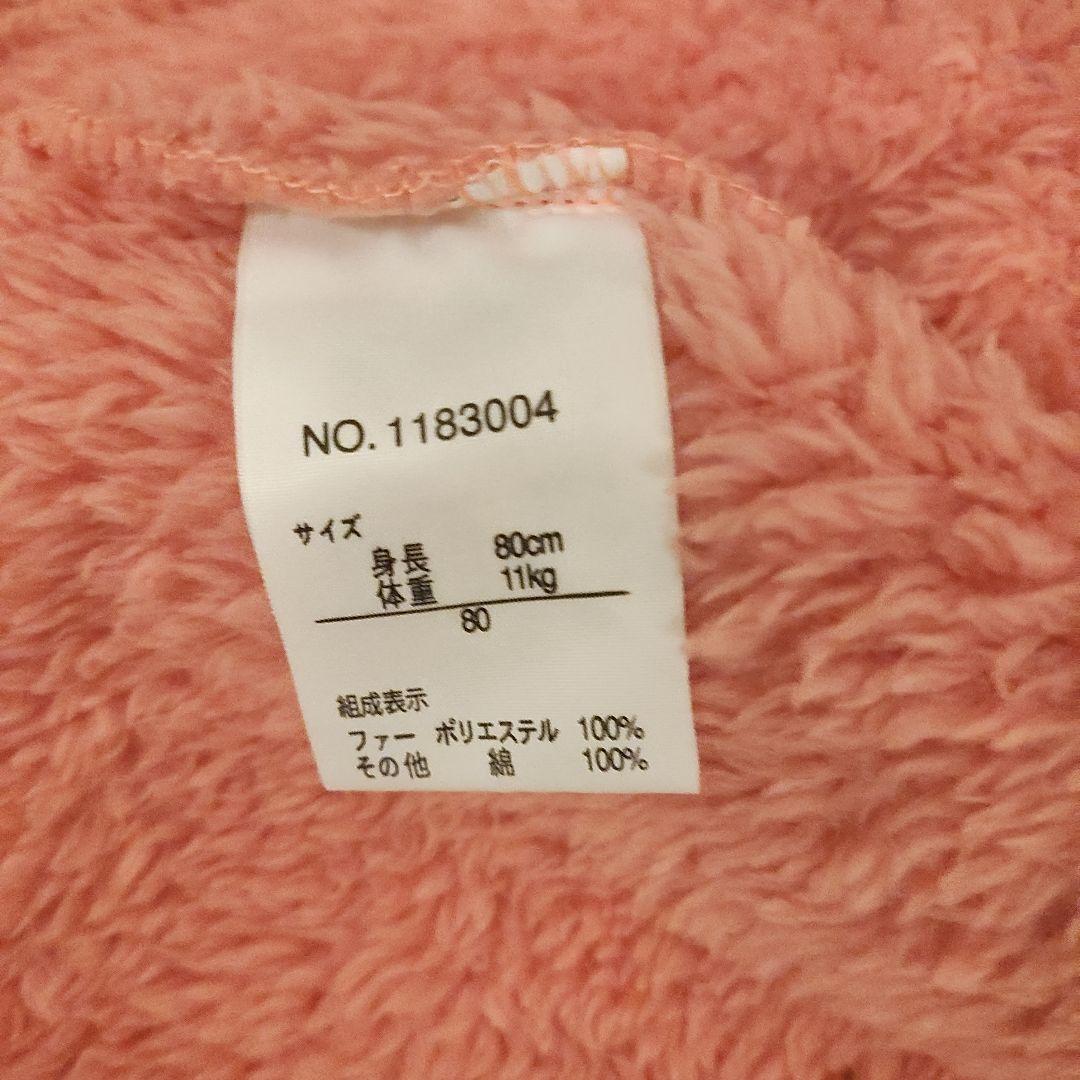 NO. 1183004
サイズ
身長 80cm
体重 11kg
80
組成表示
ファー ポリエステル 100%
その他 綿 100%